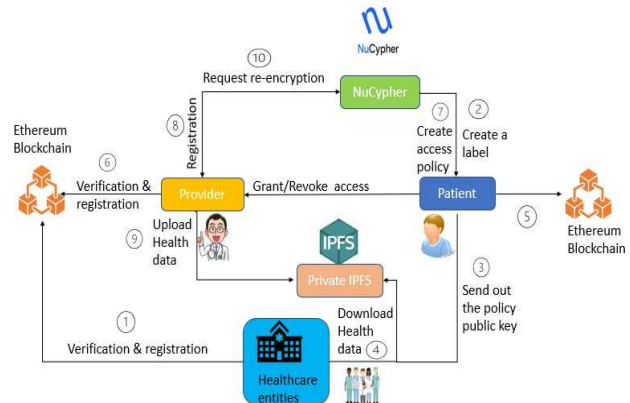 NuCypher
10
Request re-encryption
NuCypher
7
2
8
Registration
Create
access
policy
Create a
label
Ethereum
Blockchain
6
Verification &
registration
Provider
Grant/Revoke access
Patient
5
Ethereum
Blockchain
9
Upload
Health
data
IPFS
Private IPFS
3
Send out
the policy
public key
1
Verification & registration
Download
Health
data 4
Healthcare
entities